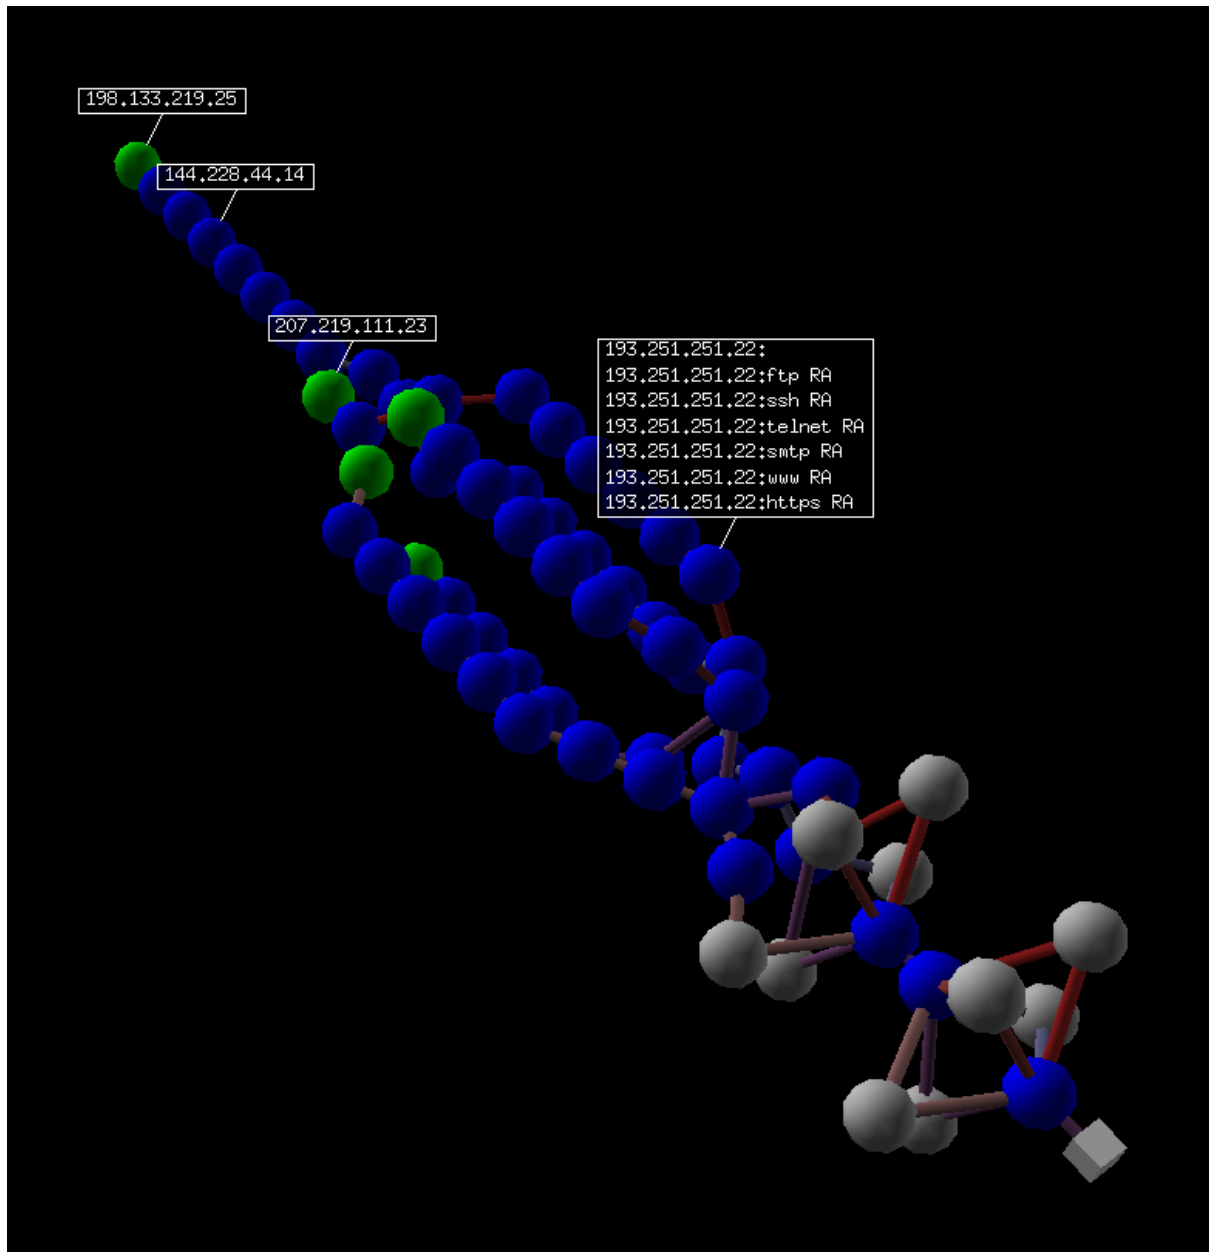 198.133.219.25
144.228.44.14
207.219.111.23
193.251.251.22:
193.251.251.22:ftp RA
193.251.251.22:ssh RA
193.251.251.22:telnet RA
193.251.251.22:smtp RA
193.251.251.22:www RA
193.251.251.22:https RA